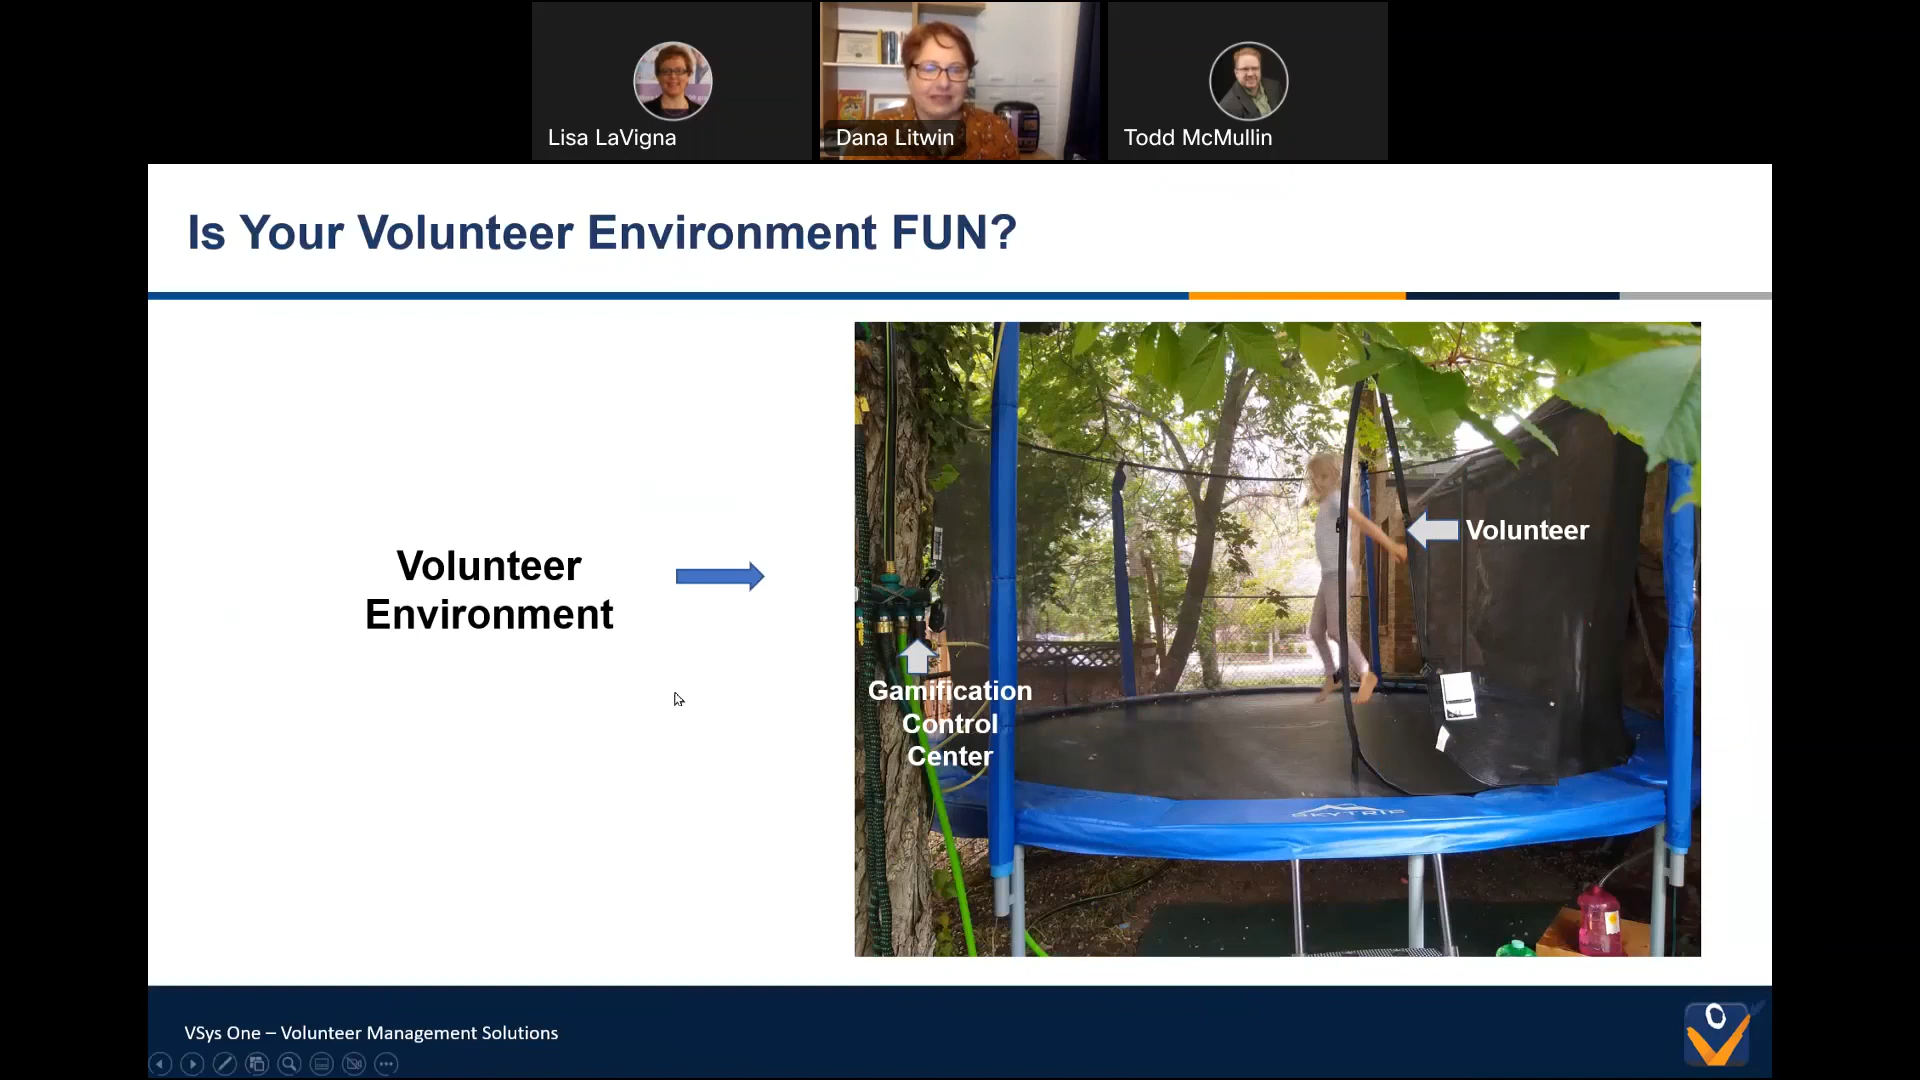 Lisa LaVigna
Dana Litwin
Todd McMullin
Is Your Volunteer Environment FUN?
Volunteer
Environment
Volunteer
Gamification
Control
Center
SKYTRIC
VSys One – Volunteer Management Solutions